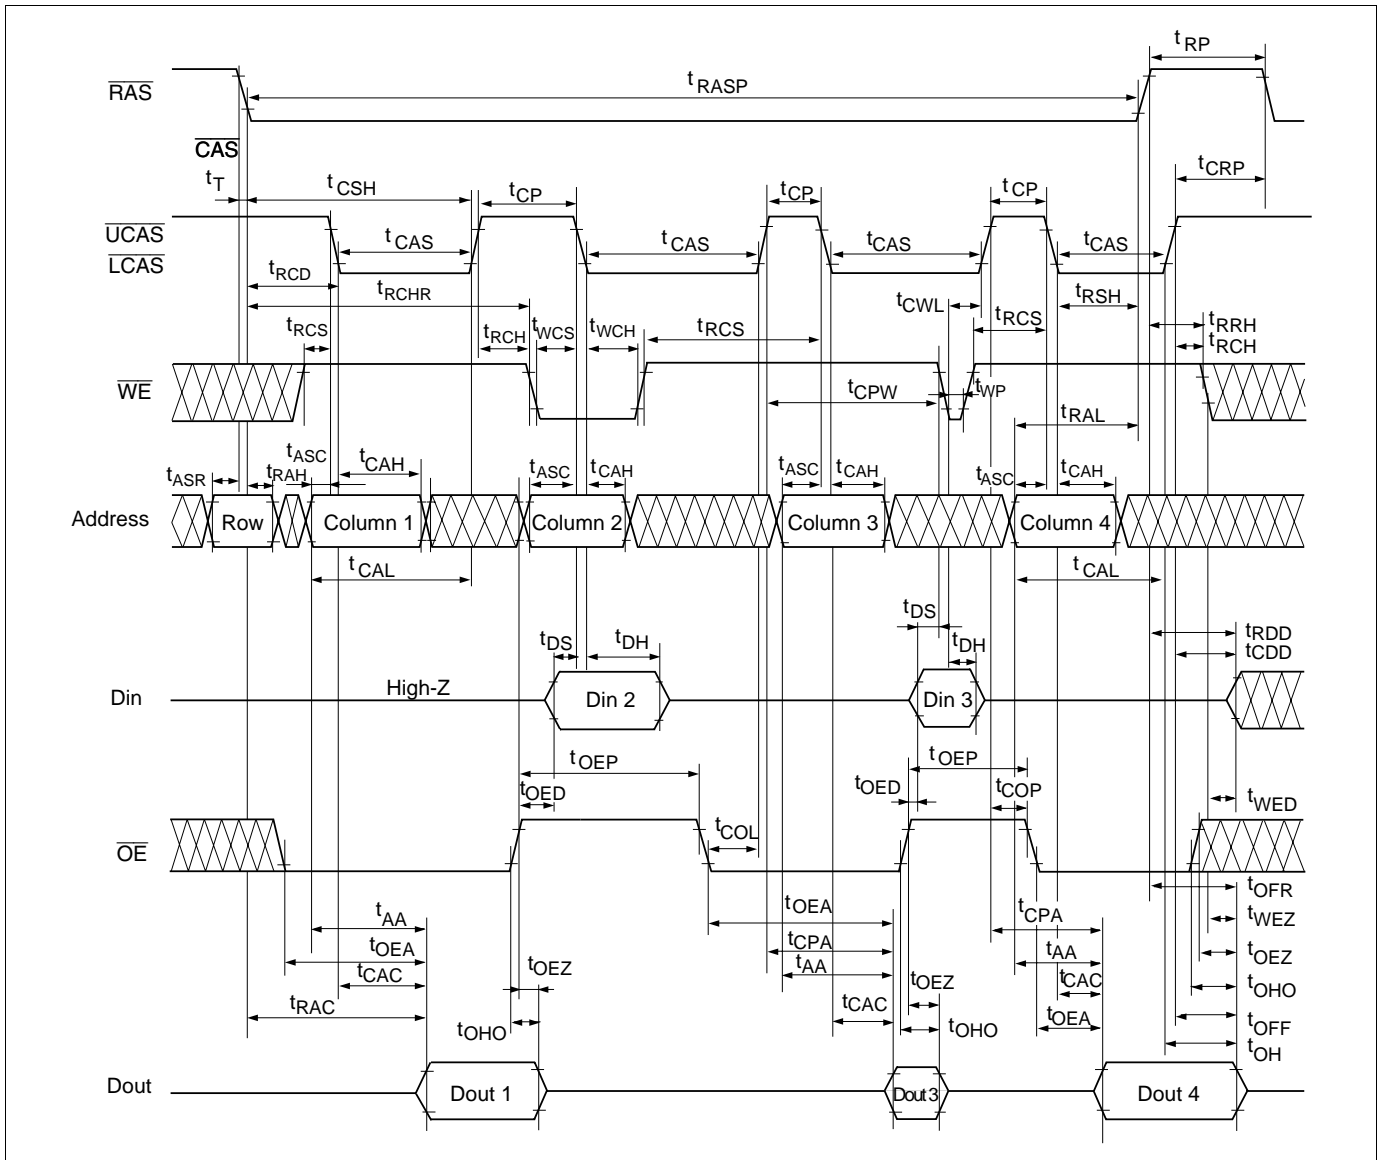 tRP
RAS
tRASP
CAS
tT
tCSH
tCP
tCP
tCP
tCRP
UCAS
LCAS
tCAS
tCAS
tCAS
tCAS
tRCD
tRCHR
tCWL
tRSH
tRCS
tRCH
tWCS
tWCH
tRCS
tRCS
tRRH
tRCH
WE
tCPW
tWP
tRAL
tASR
tRAH
tASC
tCAH
tASC
tCAH
tASC
tCAH
tASC
tCAH
Address
Row
Column 1
Column 2
Column 3
Column 4
tCAL
tCAL
tDS
tDH
tDS
tDH
tRDD
tCDD
Din
High-Z
Din 2
Din 3
tOEP
tOEP
tOED
tOED
tCOP
tWED
OE
tCOL
tOFR
tAA
tOEA
tCPA
tWEZ
tOEA
tCPA
tAA
tOEZ
tCAC
tOEZ
tAA
tOEZ
tCAC
tOHO
tRAC
tCAC
tOEA
tOHO
tOHO
tOFF
tOH
Dout
Dout 1
Dout 3
Dout 4